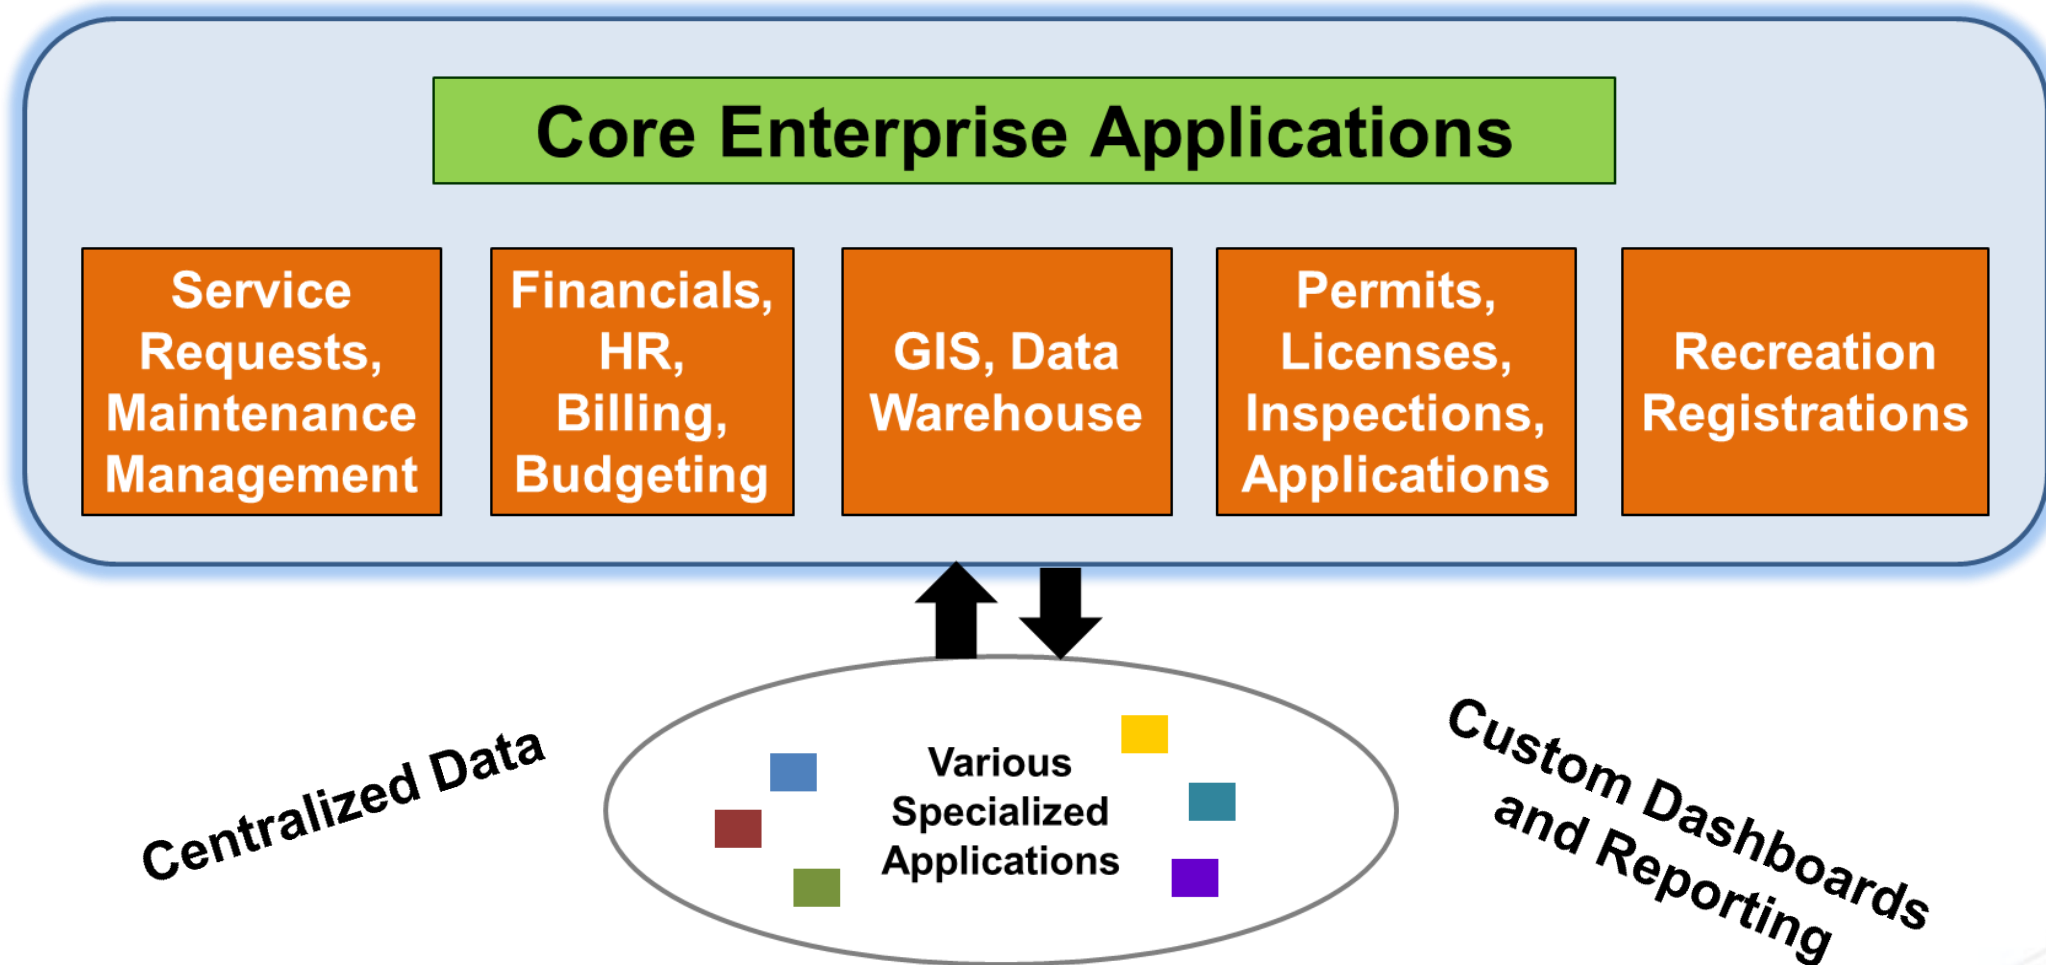 Core Enterprise Applications
Service
Requests,
Maintenance
Management
Financials,
HR,
Billing,
Budgeting
GIS, Data
Warehouse
Permits,
Licenses,
Inspections,
Applications
Recreation
Registrations
Centralized Data
Various
Specialized
Applications
Custom Dashboards
and Reporting